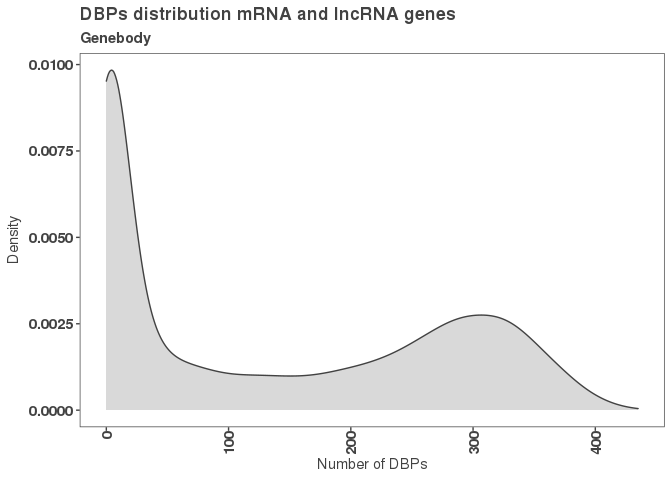 DBPs distribution mRNA and lncRNA genes
Genebody
0.0100
0.0075
0.0050
0.0025
0.0000
Density
0
100
200
300
400
Number of DBPs